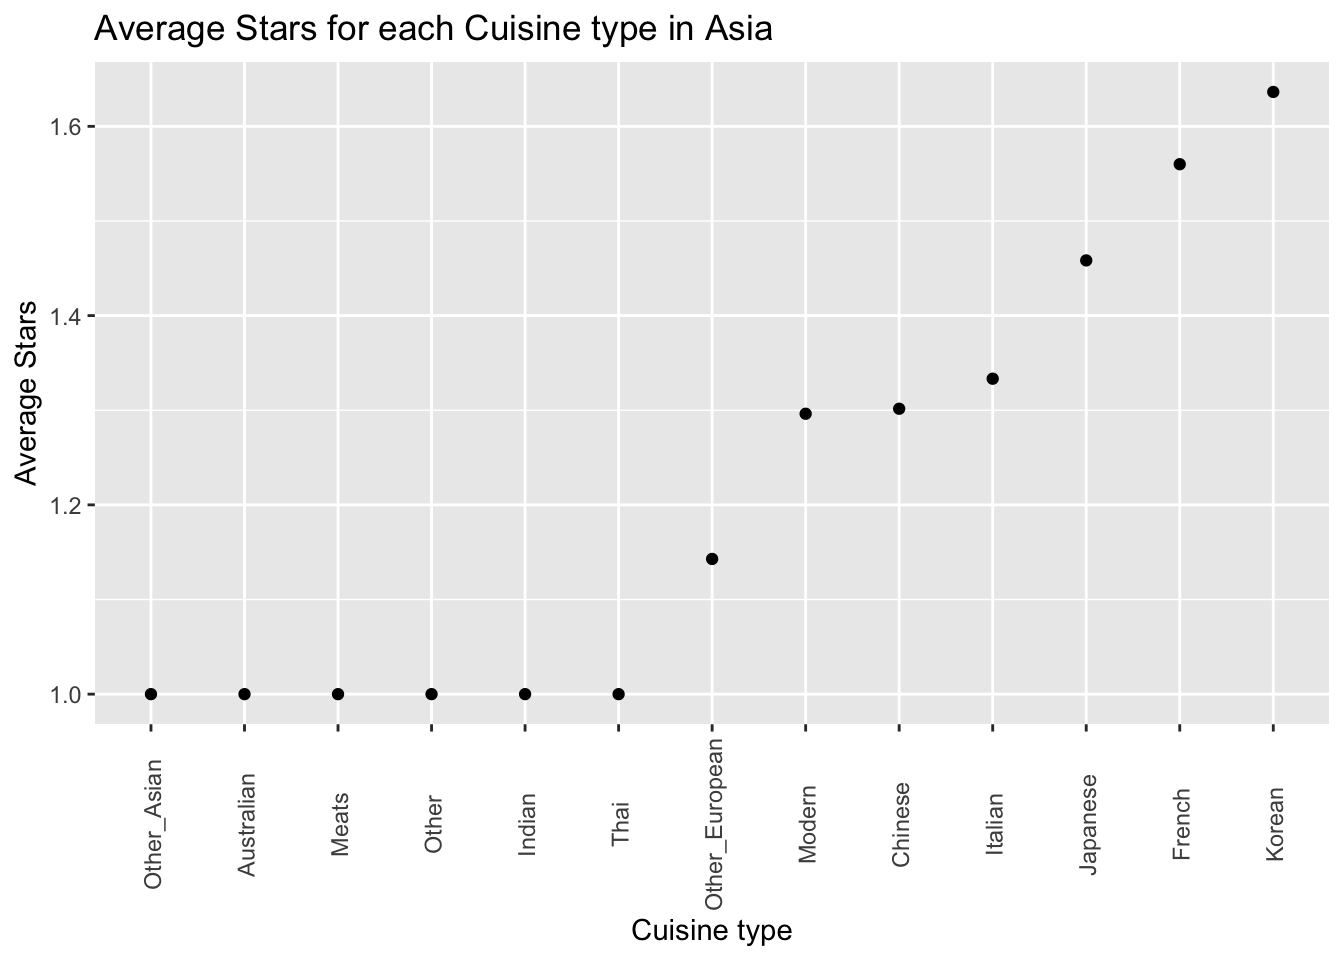 Average Stars for each Cuisine type in Asia
Average Stars
1.6
1.4
1.2
1.0
Other_Asian
Australian
Meats
Other
Indian
Thai
Other_European
Modern
Chinese
Italian
Japanese
French
Korean
Cuisine type